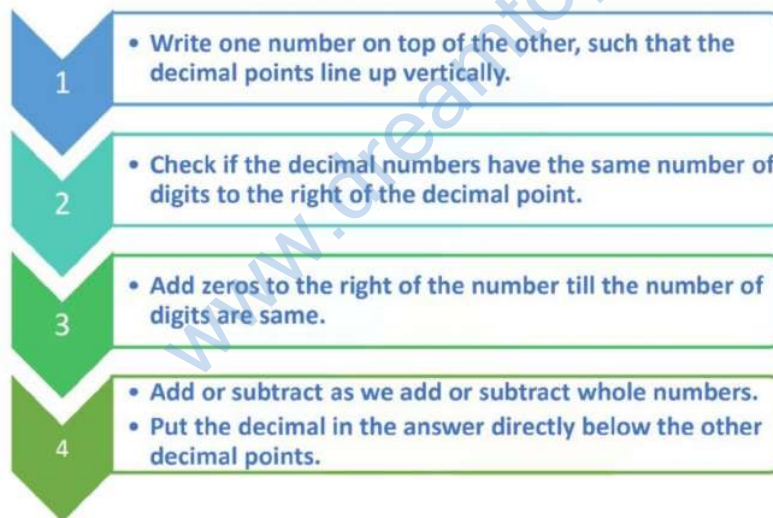 1
• Write one number on top of the other, such that the
decimal points line up vertically.
2
• Check if the decimal numbers have the same number of
digits to the right of the decimal point.
3
• Add zeros to the right of the number till the number of
digits are same.
4
• Add or subtract as we add or subtract whole numbers.
• Put the decimal in the answer directly below the other
decimal points.